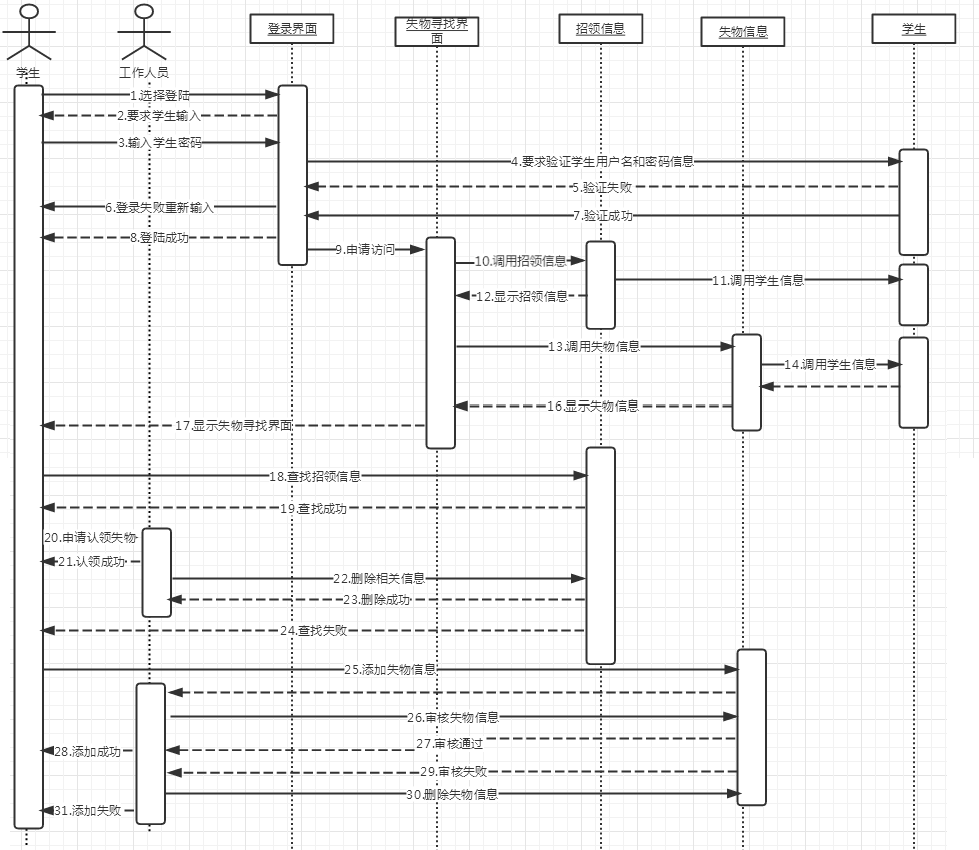 学生
工作人员
登录界面
失物寻找界
面
招领信息
失物信息
学生
1.选择登陆
2.要求学生输入
3.输入学生密码
4.要求验证学生用户名和密码信息
5.验证失败
6.登录失败重新输入
7.验证成功
8.登陆成功
9.申请访问
10.调用招领信息
11.调用学生信息
12.显示招领信息
13.调用失物信息
14.调用学生信息
16.显示失物信息
17.显示失物寻找界面
18.查找招领信息
19.查找成功
20.申请认领失物
21.认领成功
22.删除相关信息
23.删除成功
24.查找失败
25.添加失物信息
26.审核失物信息
27.审核通过
28.添加成功
29.审核失败
30.删除失物信息
31.添加失败